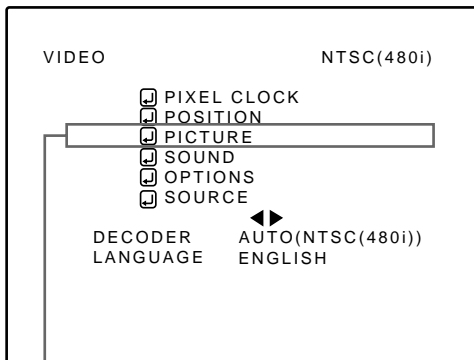 VIDEO NTSC(480i)
PIXEL CLOCK
POSITION
PICTURE
SOUND
OPTIONS
SOURCE
DECODER AUTO(NTSC(480i))
LANGUAGE ENGLISH